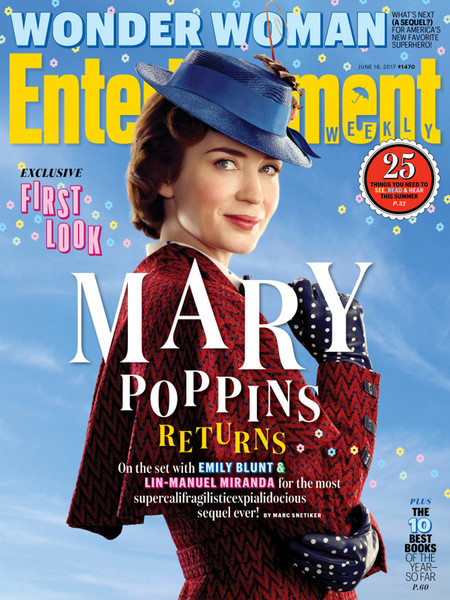 WONDER WOMAN
WHAT'S NEXT
(A SEQUEL?)
FOR AMERICA'S
NEW FAVORITE
SUPERHERO!
JUNE 16, 2017 #1470
Entertainment
WEEKLY
EXCLUSIVE
FIRST
LOOK
25
THINGS YOU NEED TO
SEE, READ & HEAR
THIS SUMMER
P.32
MARY
POPPINS
RETURNS
On the set with EMILY BLUNT &
LIN-MANUEL MIRANDA for the most
supercalifragilisticexpialidocious
sequel ever! BY MARC SNETIKER
PLUS
THE
10
BEST
BOOKS
OF THE
YEAR—
SO FAR
P.60